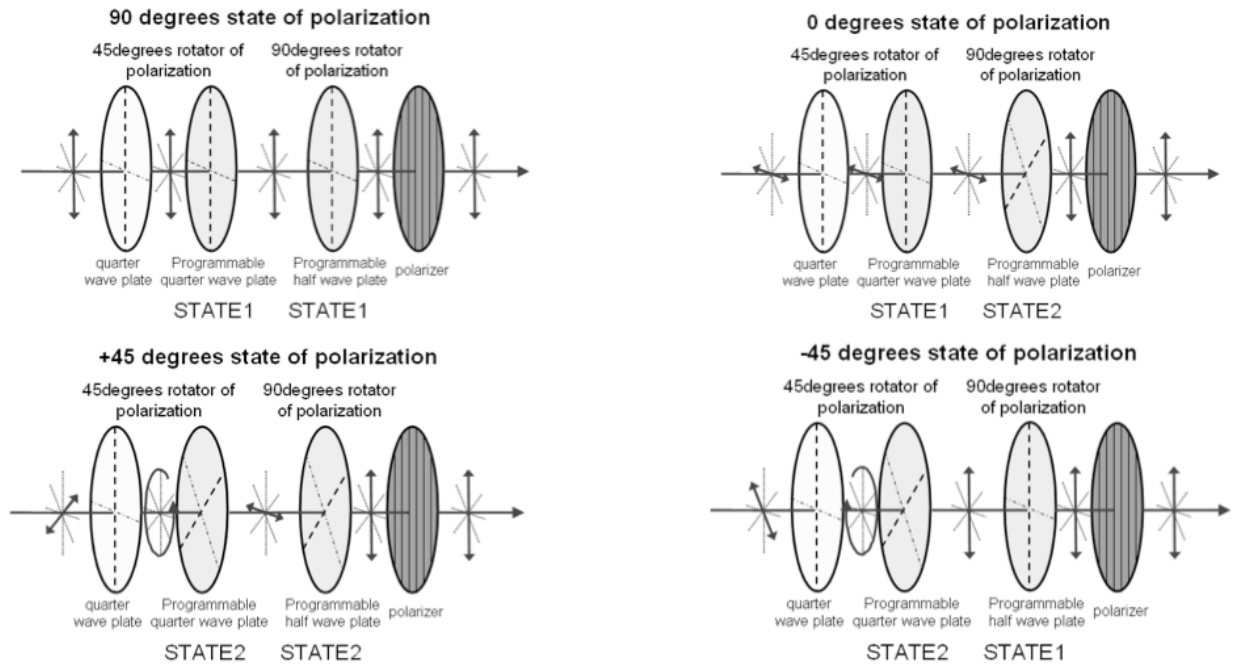 90 degrees state of polarization
45degrees rotator of
polarization
90degrees rotator
of polarization
quarter
wave plate
Programmable
quarter wave plate
Programmable
half wave plate
polarizer
STATE1
STATE1
0 degrees state of polarization
45degrees rotator of
polarization
90degrees rotator
of polarization
quarter
wave plate
Programmable
quarter wave plate
Programmable
half wave plate
polarizer
STATE1
STATE2
+45 degrees state of polarization
45degrees rotator of
polarization
90degrees rotator
of polarization
quarter
wave plate
Programmable
quarter wave plate
Programmable
half wave plate
polarizer
STATE2
STATE2
-45 degrees state of polarization
45degrees rotator of
polarization
90degrees rotator
of polarization
quarter
wave plate
Programmable
quarter wave plate
Programmable
half wave plate
polarizer
STATE2
STATE1